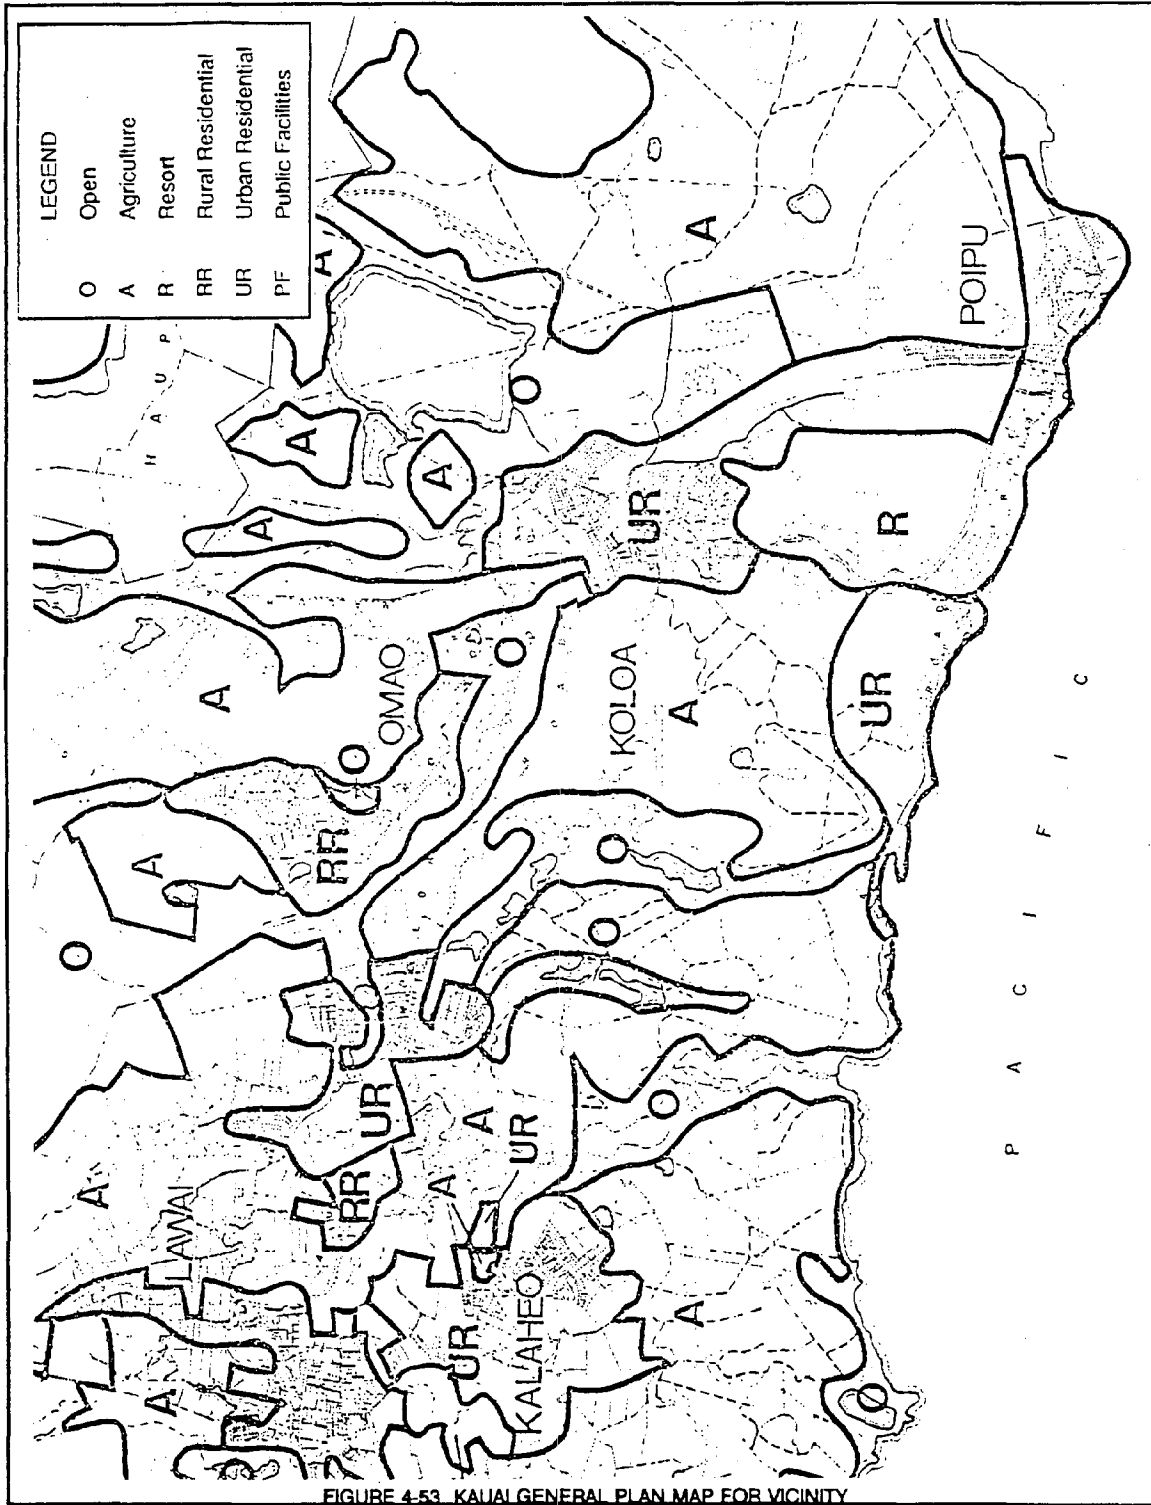 LEGEND
O Open
A Agriculture
R Resort
RR Rural Residential
UR Urban Residential
PF Public Facilities
H A U P
A
A
A
A
A
O
A
POIPU
UR
R
A
OMAO
O
O
KOLOA
A
UR
RR
A
O
O
O
O
A
LAWAI
UR
RR
A
A
UR
O
A
UR
KALAHEO
A
O
P A C I F I C
FIGURE 4-53 KAUAI GENERAL PLAN MAP FOR VICINITY